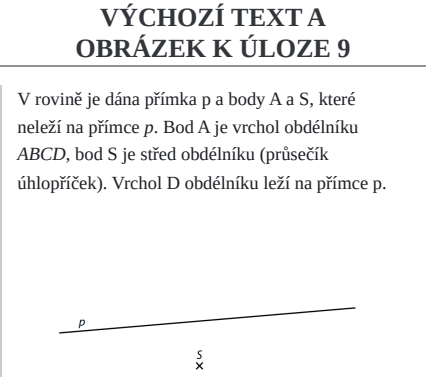 VÝCHOZÍ TEXT A
OBRÁZEK K ÚLOZE 9
V rovině je dána přímka p a body A a S, které
neleží na přímce p. Bod A je vrchol obdélníku
ABCD, bod S je střed obdélníku (průsečík
úhlopříček). Vrchol D obdélníku leží na přímce p.
p
S